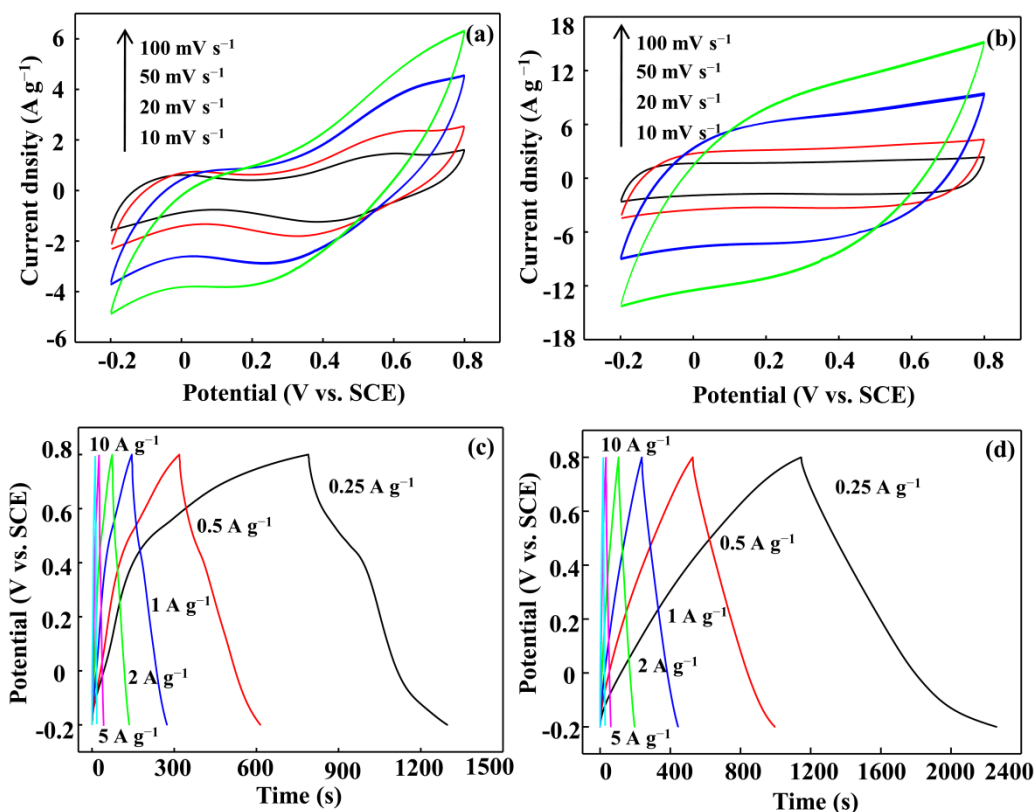 (a)
100 mV s⁻¹
50 mV s⁻¹
20 mV s⁻¹
10 mV s⁻¹
6
4
2
0
-2
-4
-6
Current dnsity (A g⁻¹)
-0.2 0 0.2 0.4 0.6 0.8
Potential (V vs. SCE)
(b)
100 mV s⁻¹
50 mV s⁻¹
20 mV s⁻¹
10 mV s⁻¹
18
12
6
0
-6
-12
-18
Current dnsity (A g⁻¹)
-0.2 0 0.2 0.4 0.6 0.8
Potential (V vs. SCE)
(c)
10 A g⁻¹
0.25 A g⁻¹
0.5 A g⁻¹
1 A g⁻¹
2 A g⁻¹
5 A g⁻¹
0.8
0.6
0.4
0.2
0
-0.2
Potential (V vs. SCE)
0 300 600 900 1200 1500
Time (s)
(d)
10 A g⁻¹
0.25 A g⁻¹
0.5 A g⁻¹
1 A g⁻¹
2 A g⁻¹
5 A g⁻¹
0.8
0.6
0.4
0.2
0
-0.2
Potential (V vs. SCE)
0 400 800 1200 1600 2000 2400
Time (s)